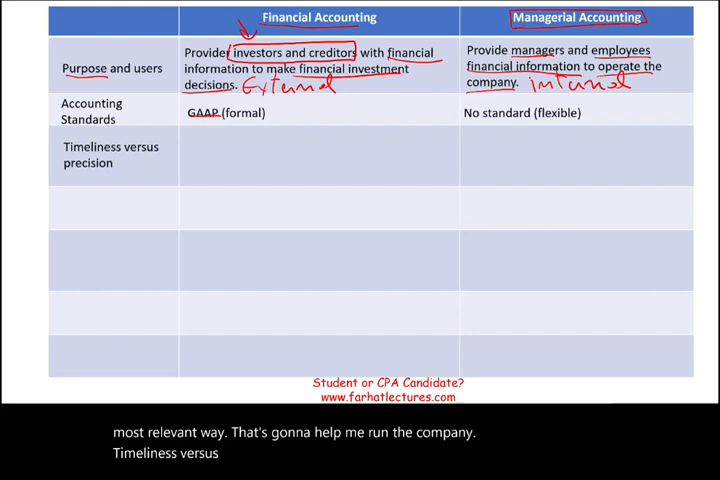 Financial Accounting
Managerial Accounting
Purpose and users
Provider investors and creditors with financial
information to make financial investment
decisions. External
Provide managers and employees
financial information to operate the
company. internal
Accounting
Standards
GAAP (formal)
No standard (flexible)
Timeliness versus
precision
Student or CPA Candidate?
www.farhatlectures.com
most relevant way. That's gonna help me run the company.
Timeliness versus